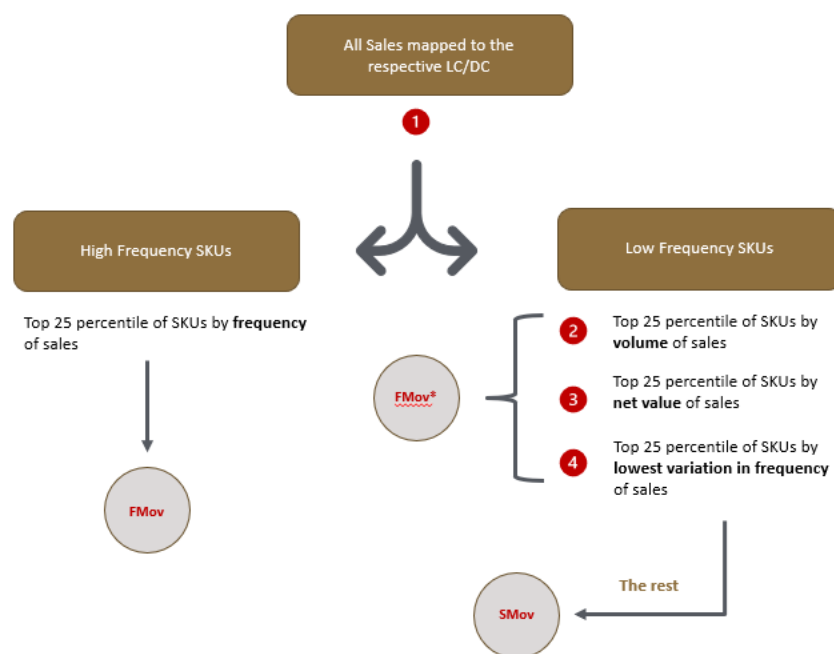 All Sales mapped to the
respective LC/DC
1
High Frequency SKUs
Low Frequency SKUs
Top 25 percentile of SKUs by frequency
of sales
FMov
FMov*
2
Top 25 percentile of SKUs by
volume of sales
3
Top 25 percentile of SKUs by
net value of sales
4
Top 25 percentile of SKUs by
lowest variation in frequency
of sales
The rest
SMov